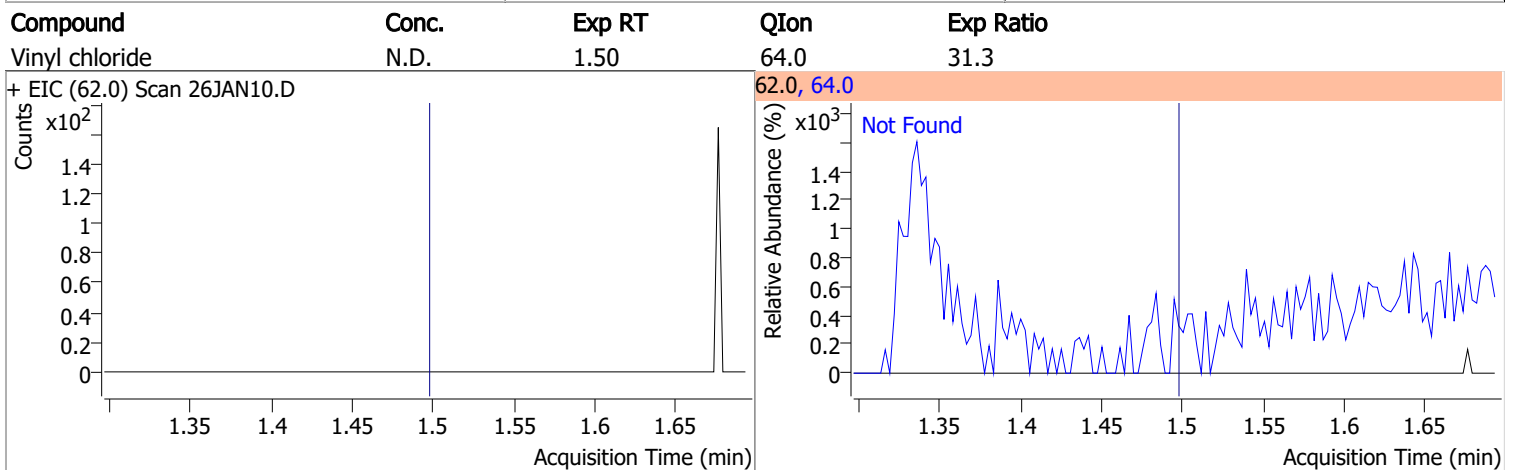 Compound Conc. Exp RT QIon Exp Ratio
Vinyl chloride N.D. 1.50 64.0 31.3
+ EIC (62.0) Scan 26JAN10.D
Counts
x10²
1.4
1.2
1
0.8
0.6
0.4
0.2
0
1.35 1.4 1.45 1.5 1.55 1.6 1.65
Acquisition Time (min)
62.0, 64.0
Relative Abundance (%)
x10³
Not Found
1.4
1.2
1
0.8
0.6
0.4
0.2
0
1.35 1.4 1.45 1.5 1.55 1.6 1.65
Acquisition Time (min)